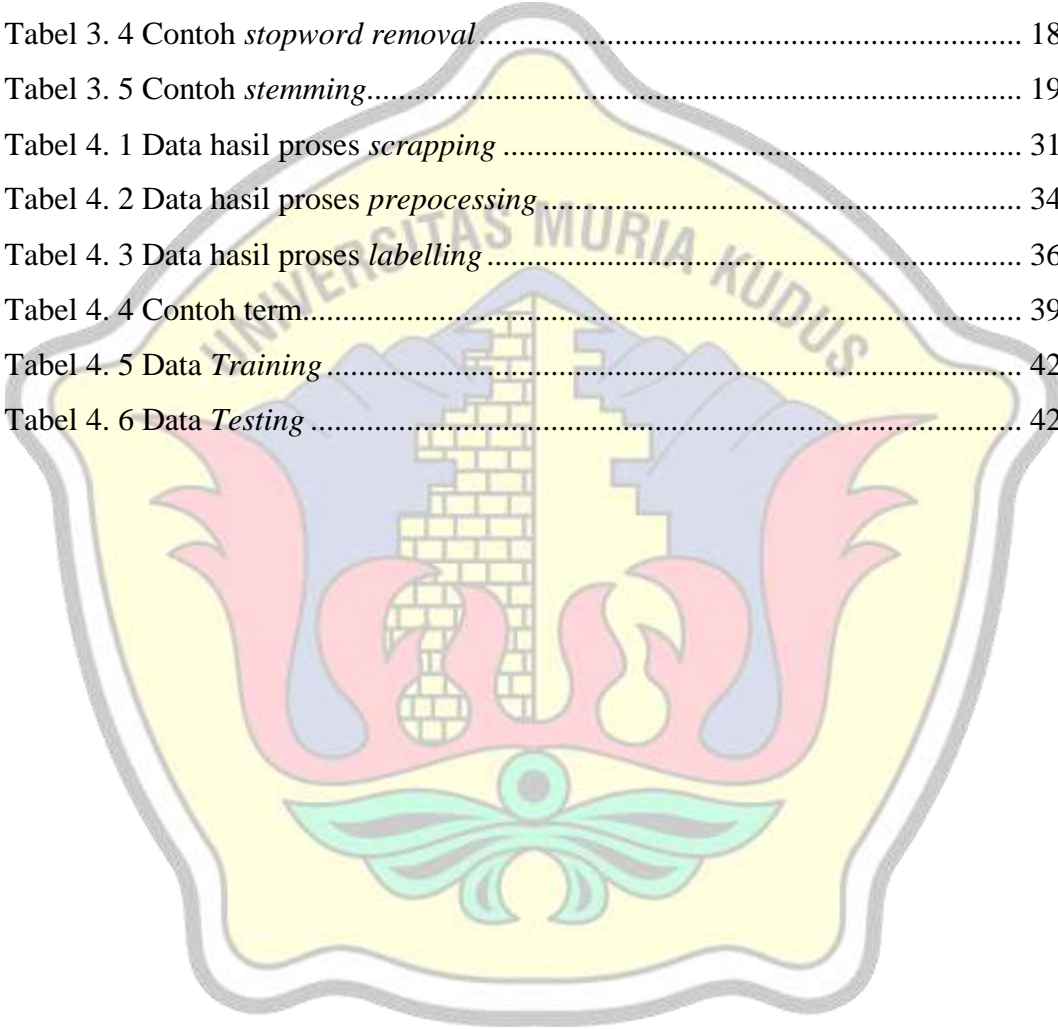 Tabel 3. 4 Contoh stopword removal.................................................................... 18
Tabel 3. 5 Contoh stemming................................................................................. 19
Tabel 4. 1 Data hasil proses scrapping ................................................................. 31
Tabel 4. 2 Data hasil proses prepocessing ............................................................ 34
Tabel 4. 3 Data hasil proses labelling ................................................................... 36
Tabel 4. 4 Contoh term.......................................................................................... 39
Tabel 4. 5 Data Training ....................................................................................... 42
Tabel 4. 6 Data Testing ......................................................................................... 42
UNIVERSITAS MURIA KUDUS